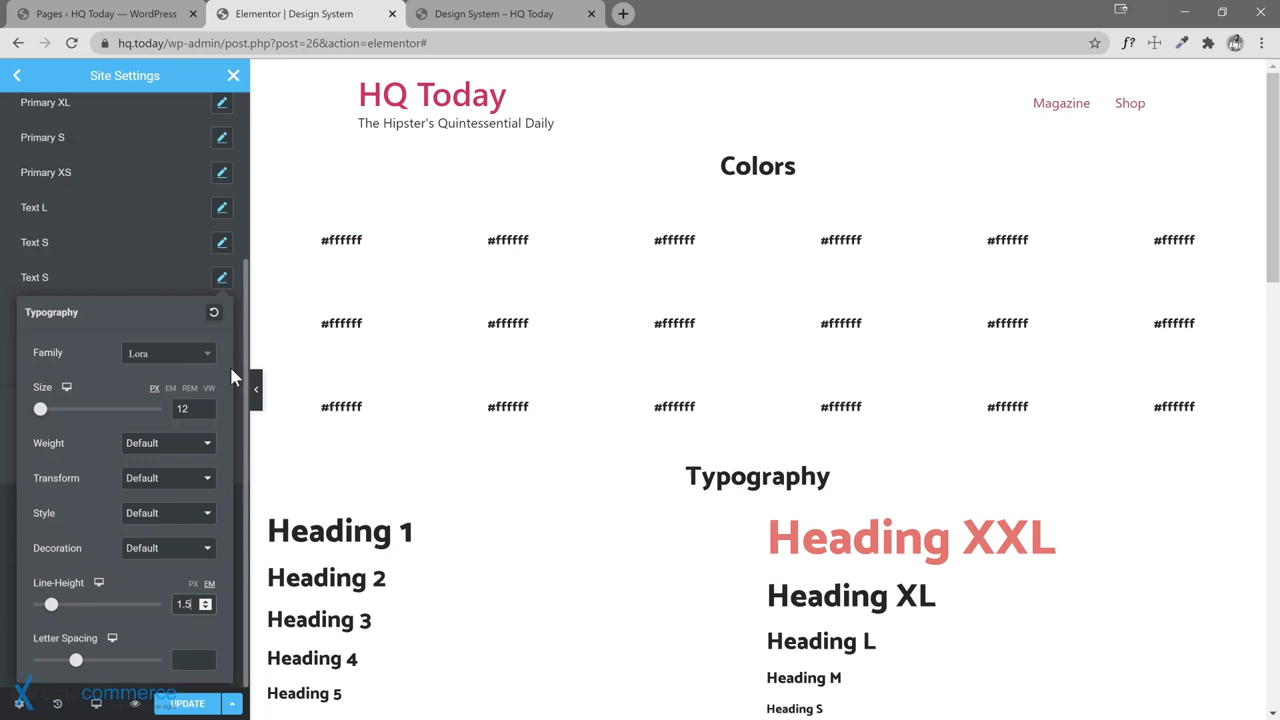 Pages ‹ HQ Today — WordPress
Elementor | Design System
Design System – HQ Today
hq.today/wp-admin/post.php?post=26&action=elementor#
f?
Site Settings
Primary XL
Primary S
Primary XS
Text L
Text S
Text S
Typography
Family
Lora
Size
PX EM REM VW
12
Weight
Default
Transform
Default
Style
Default
Decoration
Default
Line-Height
PX EM
1.5
Letter Spacing
commerce
UPDATE
HQ Today
The Hipster's Quintessential Daily
Magazine
Shop
Colors
#ffffff #ffffff #ffffff #ffffff #ffffff #ffffff
#ffffff #ffffff #ffffff #ffffff #ffffff #ffffff
#ffffff #ffffff #ffffff #ffffff #ffffff #ffffff
Typography
Heading 1
Heading 2
Heading 3
Heading 4
Heading 5
Heading XXL
Heading XL
Heading L
Heading M
Heading S